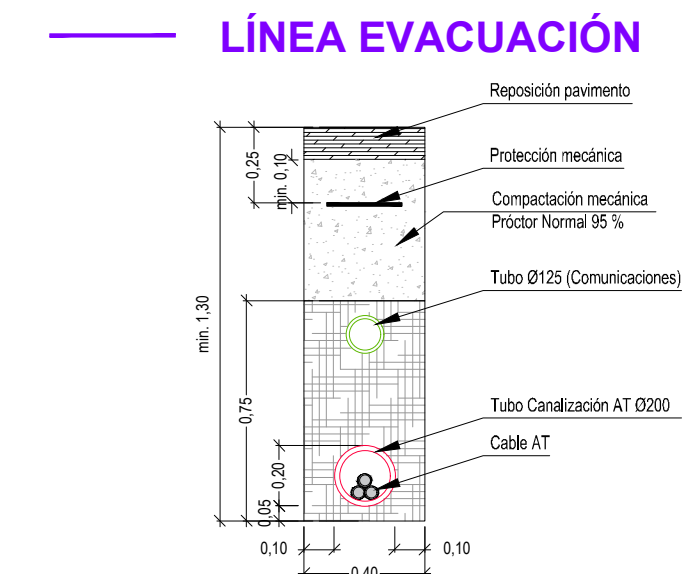 LÍNEA EVACUACIÓN
Reposición pavimento
0,25
min. 0,10
Protección mecánica
Compactación mecánica
Próctor Normal 95 %
Tubo Ø125 (Comunicaciones)
min. 1,30
0,75
Tubo Canalización AT Ø200
Cable AT
0,20
0,05
0,10
0,10
0,40